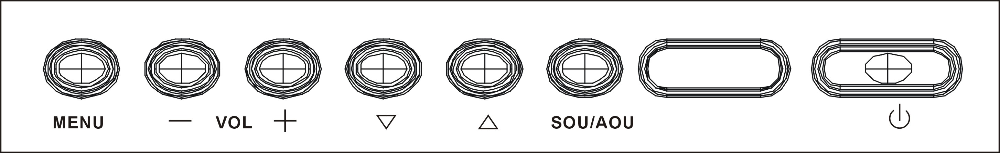 MENU — VOL + ▽ △ SOU/AOU ⏻